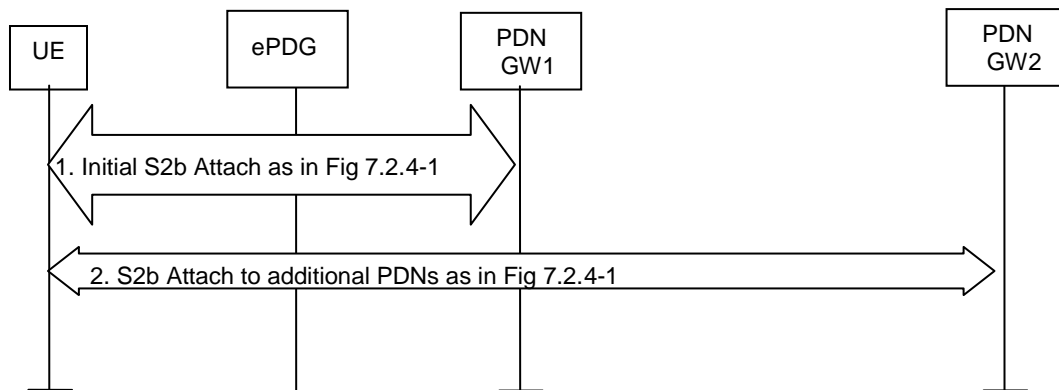 UE
ePDG
PDN
GW1
PDN
GW2
1. Initial S2b Attach as in Fig 7.2.4-1
2. S2b Attach to additional PDNs as in Fig 7.2.4-1